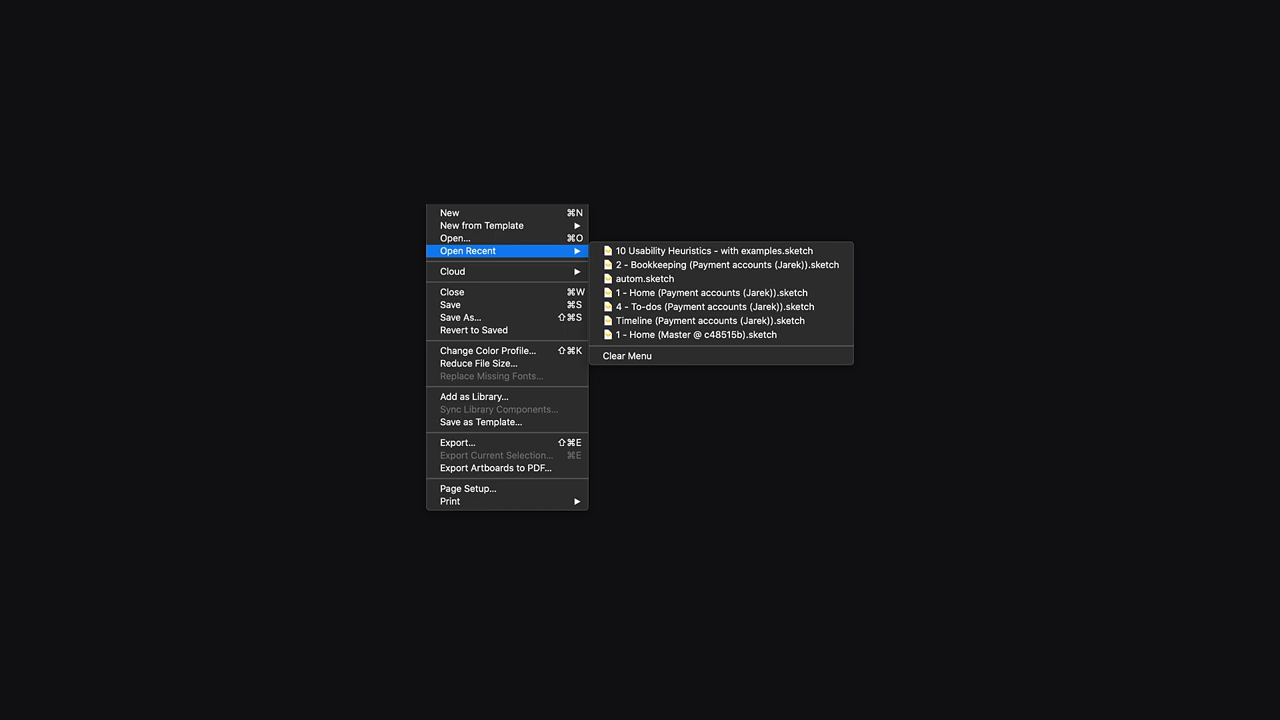 New ⌘N
New from Template ▶
Open... ⌘O
Open Recent ▶
Cloud ▶
Close ⌘W
Save ⌘S
Save As... ⇧⌘S
Revert to Saved
Change Color Profile... ⇧⌘K
Reduce File Size...
Replace Missing Fonts...
Add as Library...
Sync Library Components...
Save as Template...
Export... ⇧⌘E
Export Current Selection... ⌘E
Export Artboards to PDF...
Page Setup...
Print ▶
10 Usability Heuristics - with examples.sketch
2 - Bookkeeping (Payment accounts (Jarek)).sketch
autom.sketch
1 - Home (Payment accounts (Jarek)).sketch
4 - To-dos (Payment accounts (Jarek)).sketch
Timeline (Payment accounts (Jarek)).sketch
1 - Home (Master @ c48515b).sketch
Clear Menu